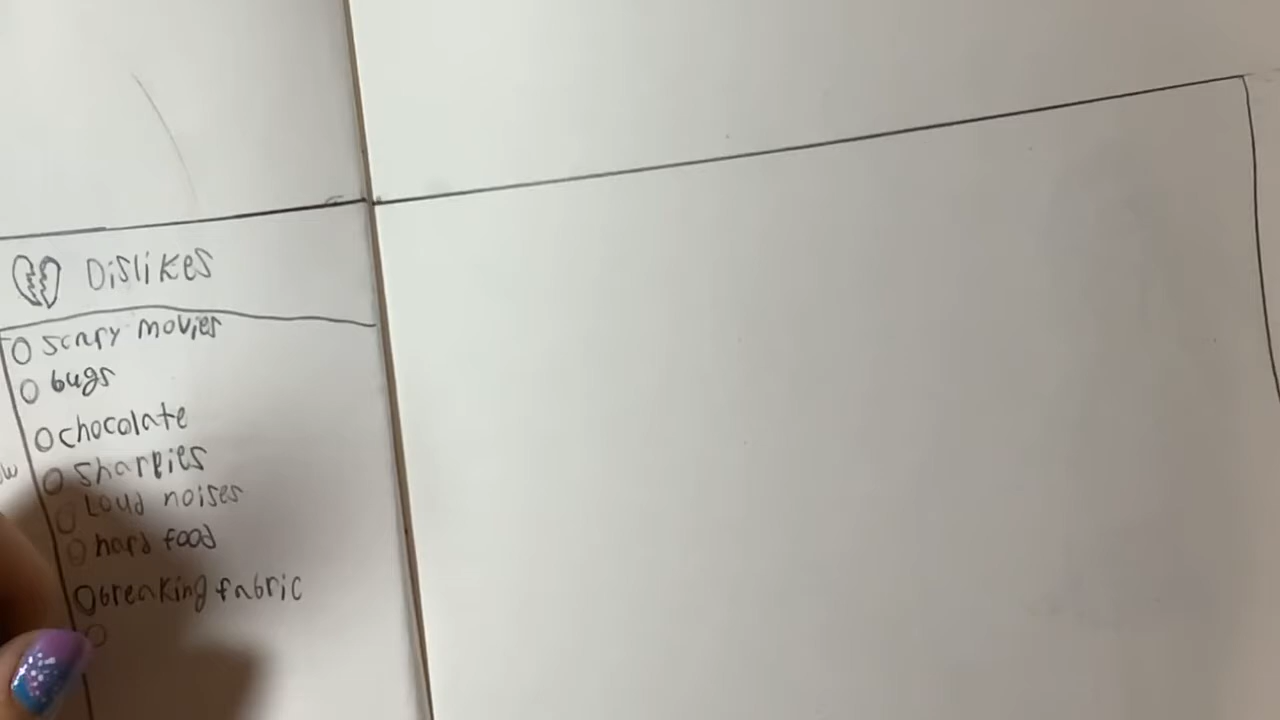 Dislikes
scary movies
bugs
chocolate
Sharpies
Loud noises
hard food
breaking fabric